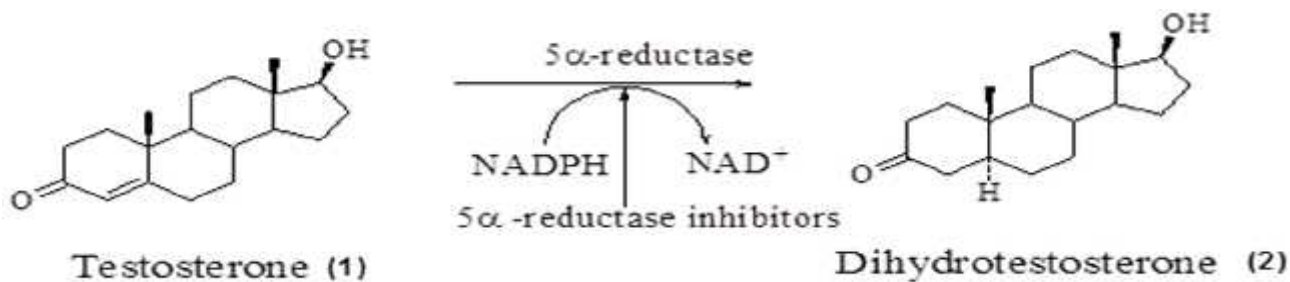 OH
OH
5α-reductase
NADPH
NAD⁺
O
O
H
5α -reductase inhibitors
Testosterone (1)
Dihydrotestosterone (2)